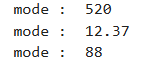 mode :  520
mode :  12.37
mode :  88